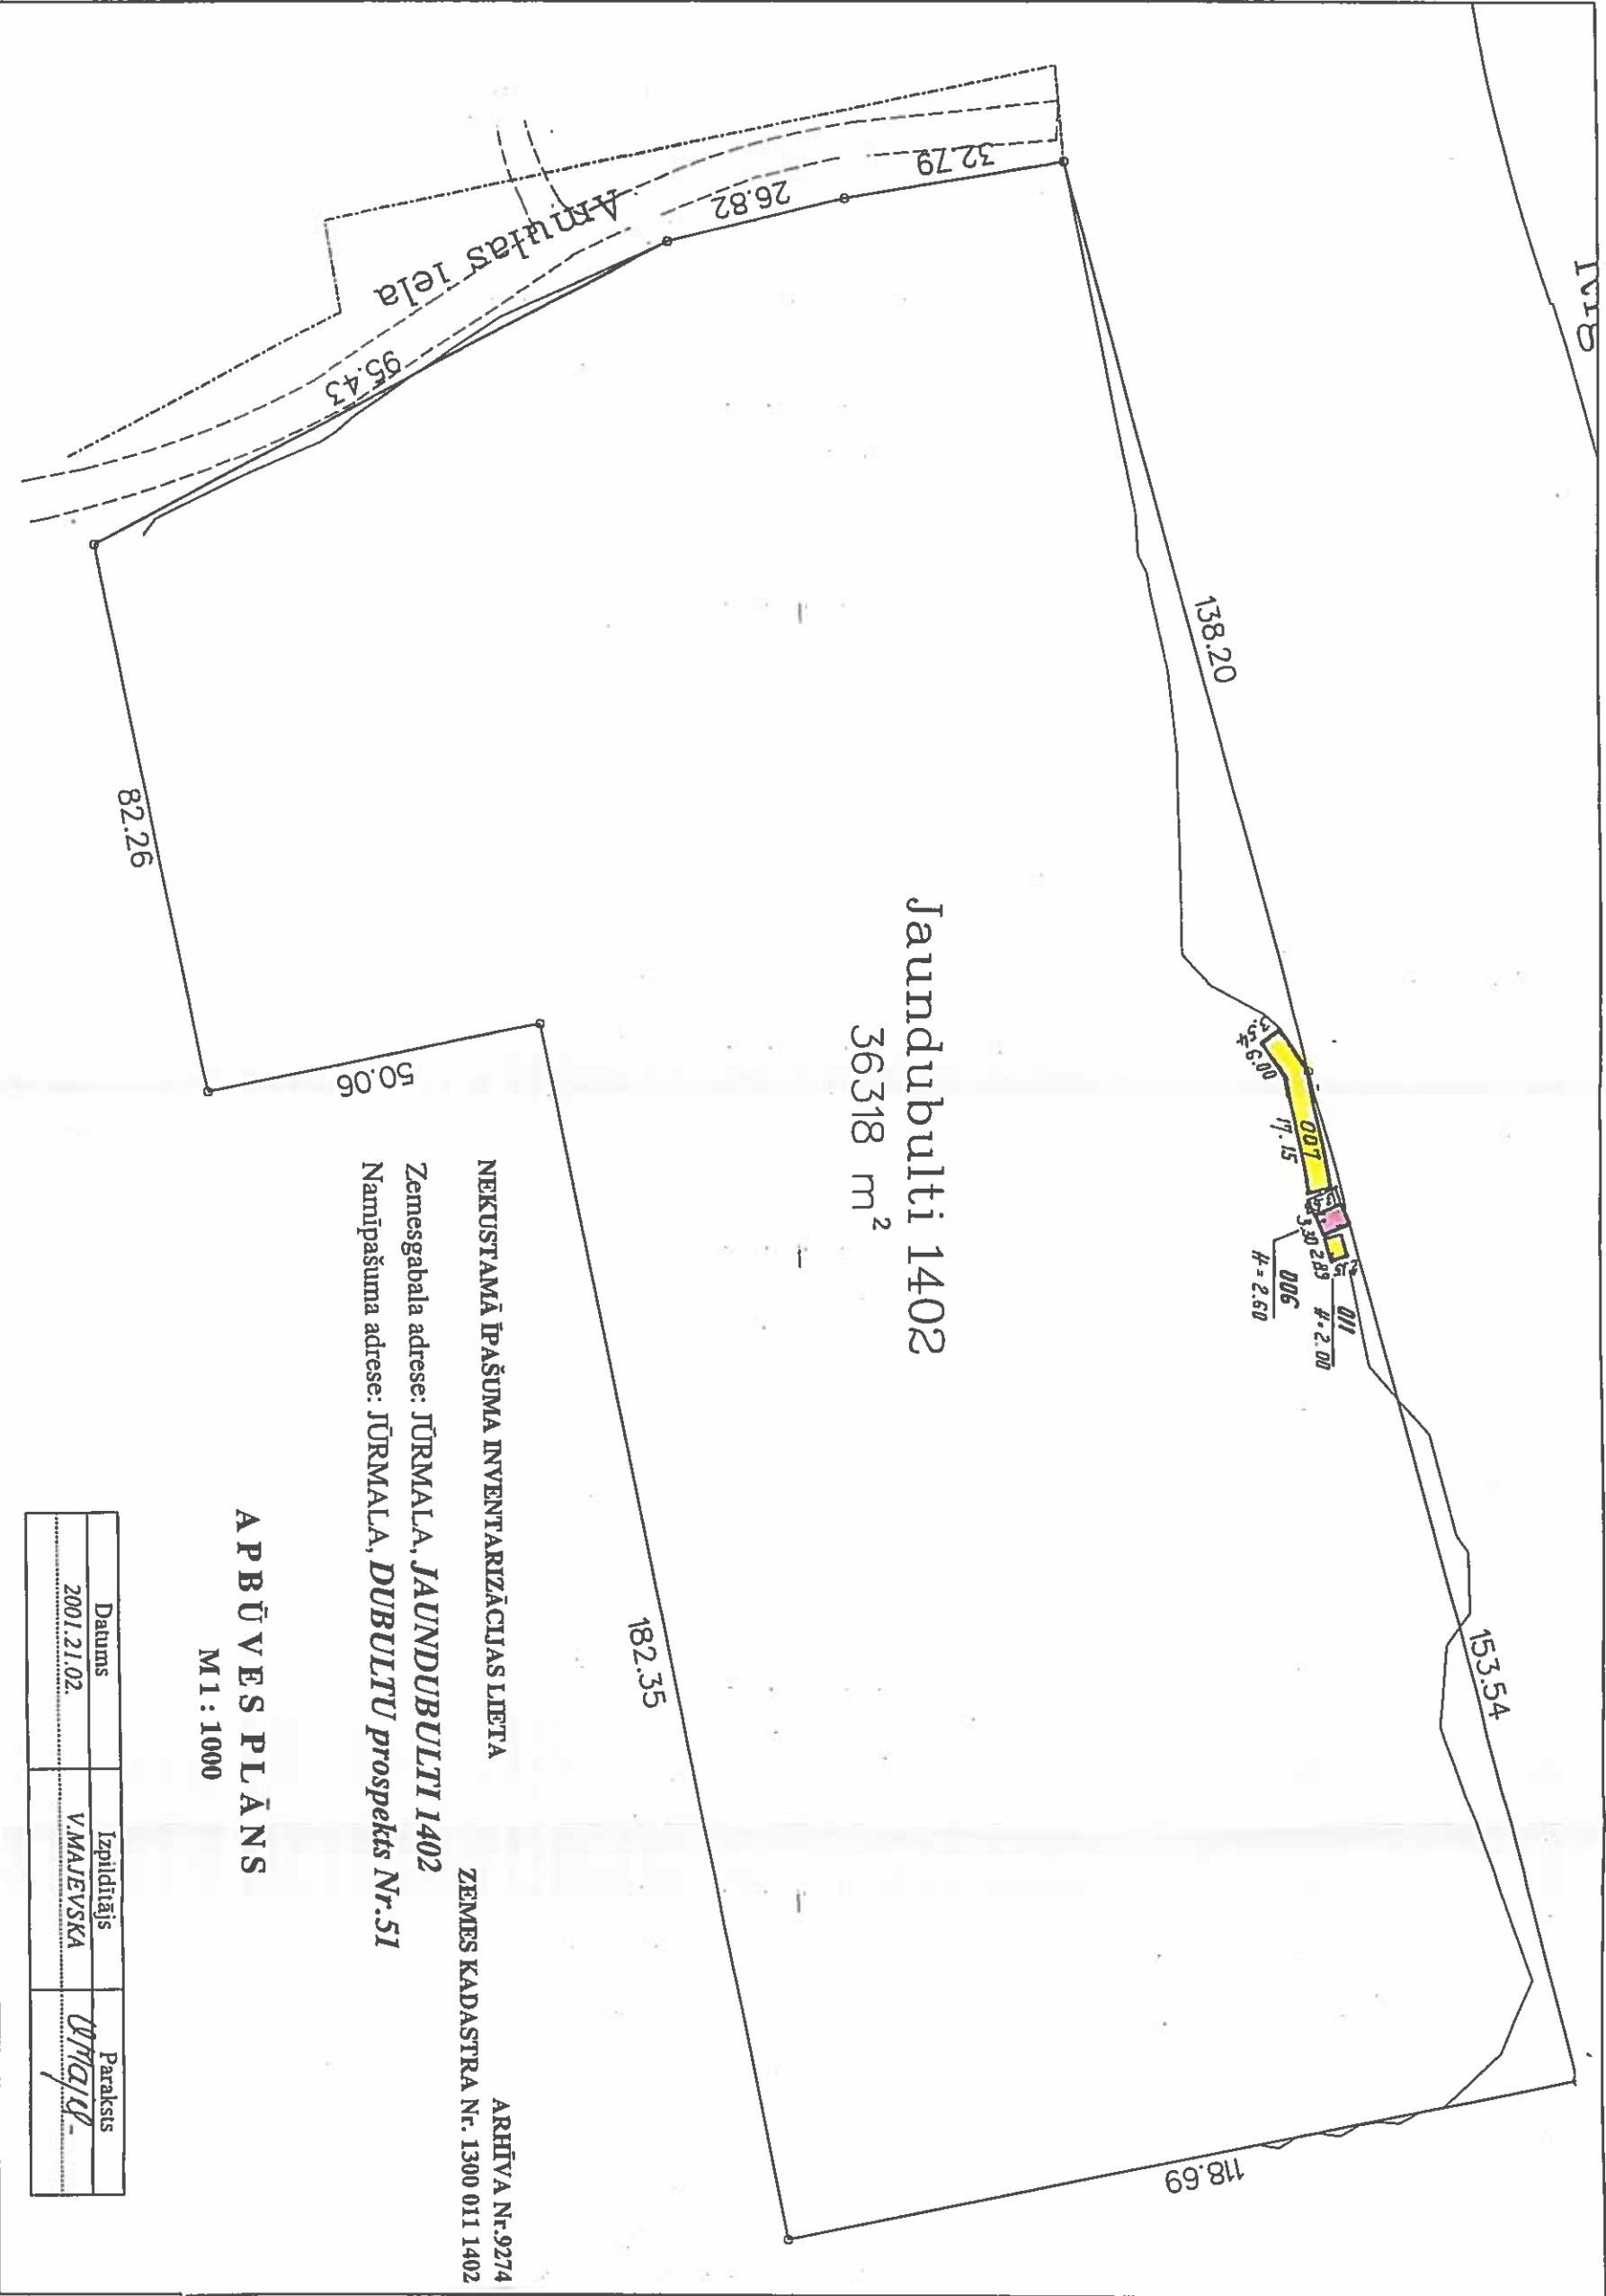 Jaundubulti 1402
36318 m²
138.20
153.54
118.69
182.35
50.06
82.26
95.43
26.82
32.79
Amulas iela
007
17.15
6.00
3.30
2.89
011
H=2.00
006
H=2.60
ARHĪVA Nr.9274
NEKUSTAMĀ ĪPAŠUMA INVENTARIZĀCIJAS LIETA
ZEMES KADASTRA Nr. 1300 011 1402
Zemesgabala adrese: JŪRMALA, JAUNDUBULTI 1402
Namīpašuma adrese: JŪRMALA, DUBULTU prospekts Nr.51
APBŪVES PLĀNS
M1:1000
Datums Izpildītājs Paraksts
2001.21.02. V.MAJEVSKA